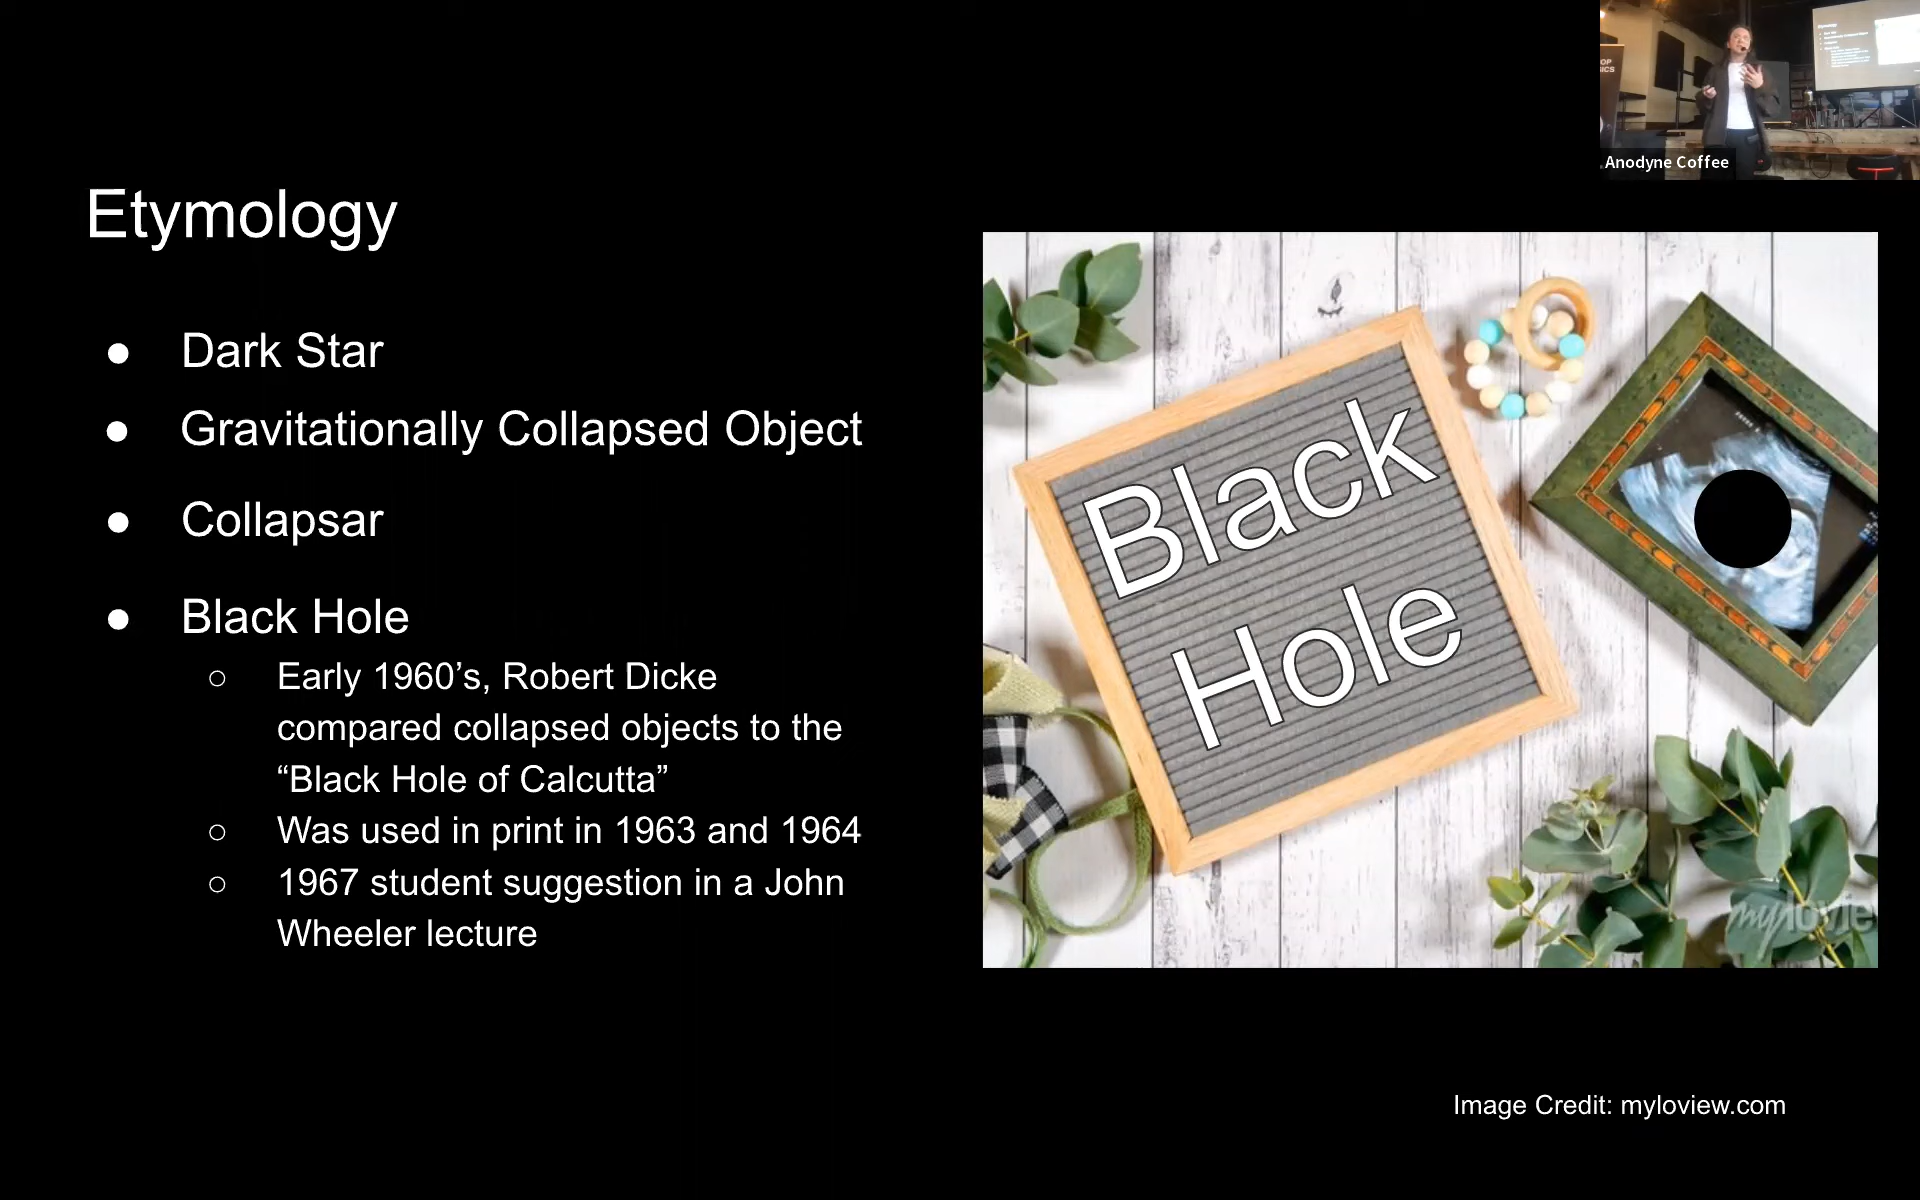 Anodyne Coffee
Etymology
● Dark Star
● Gravitationally Collapsed Object
● Collapsar
● Black Hole
○ Early 1960’s, Robert Dicke
compared collapsed objects to the
“Black Hole of Calcutta”
○ Was used in print in 1963 and 1964
○ 1967 student suggestion in a John
Wheeler lecture
Black
Hole
Image Credit: myloview.com